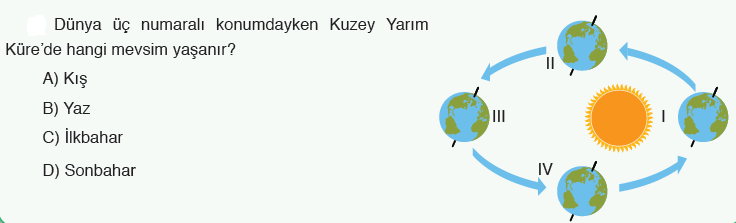 Dünya üç numaralı konumdayken Kuzey Yarım
Küre’de hangi mevsim yaşanır?
A) Kış
B) Yaz
C) İlkbahar
D) Sonbahar
II
III
I
IV